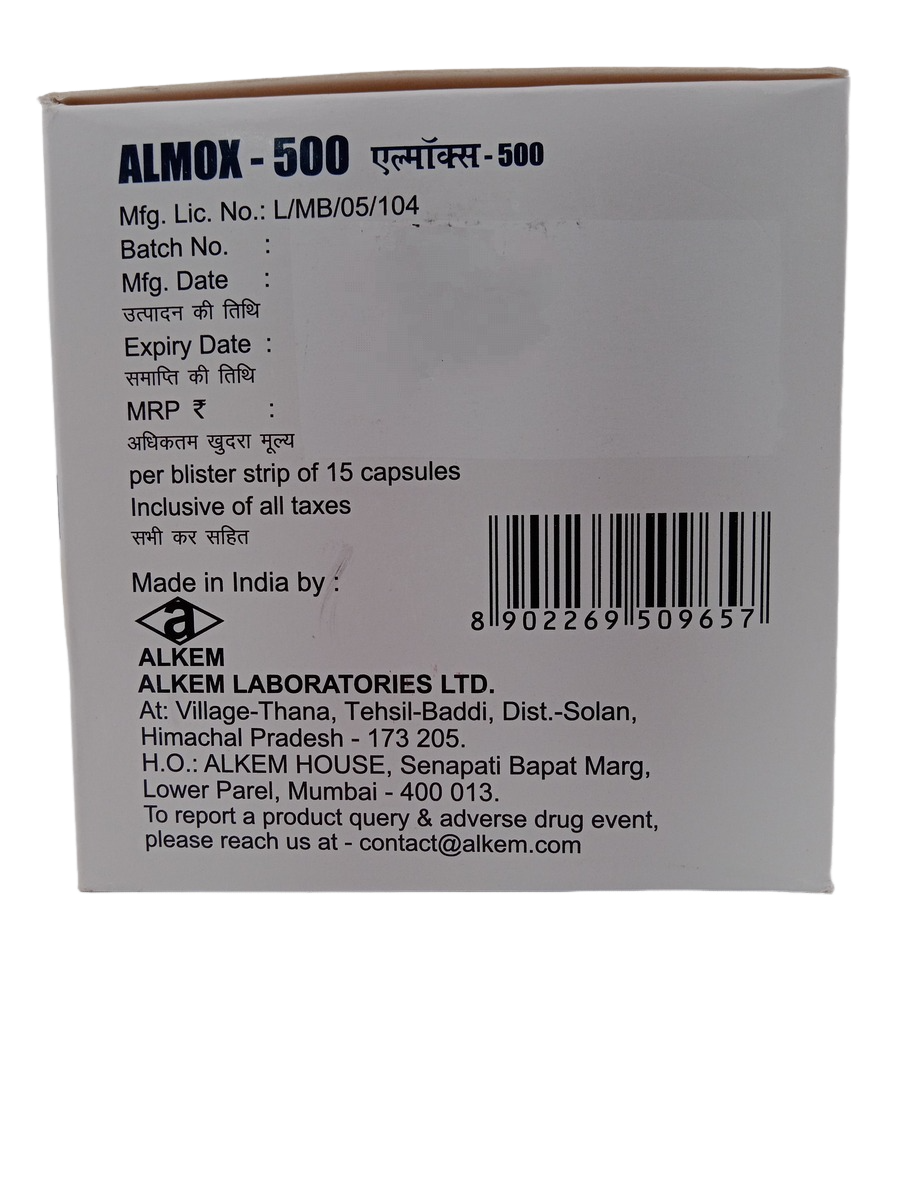 ALMOX - 500 एल्मॉक्स - 500
Mfg. Lic. No.: L/MB/05/104
Batch No. :
Mfg. Date :
उत्पादन की तिथि
Expiry Date :
समाप्ति की तिथि
MRP ₹ :
अधिकतम खुदरा मूल्य
per blister strip of 15 capsules
Inclusive of all taxes
सभी कर सहित
Made in India by :
a
ALKEM
ALKEM LABORATORIES LTD.
At: Village-Thana, Tehsil-Baddi, Dist.-Solan,
Himachal Pradesh - 173 205.
H.O.: ALKEM HOUSE, Senapati Bapat Marg,
Lower Parel, Mumbai - 400 013.
To report a product query & adverse drug event,
please reach us at - contact@alkem.com
8 902269 509657